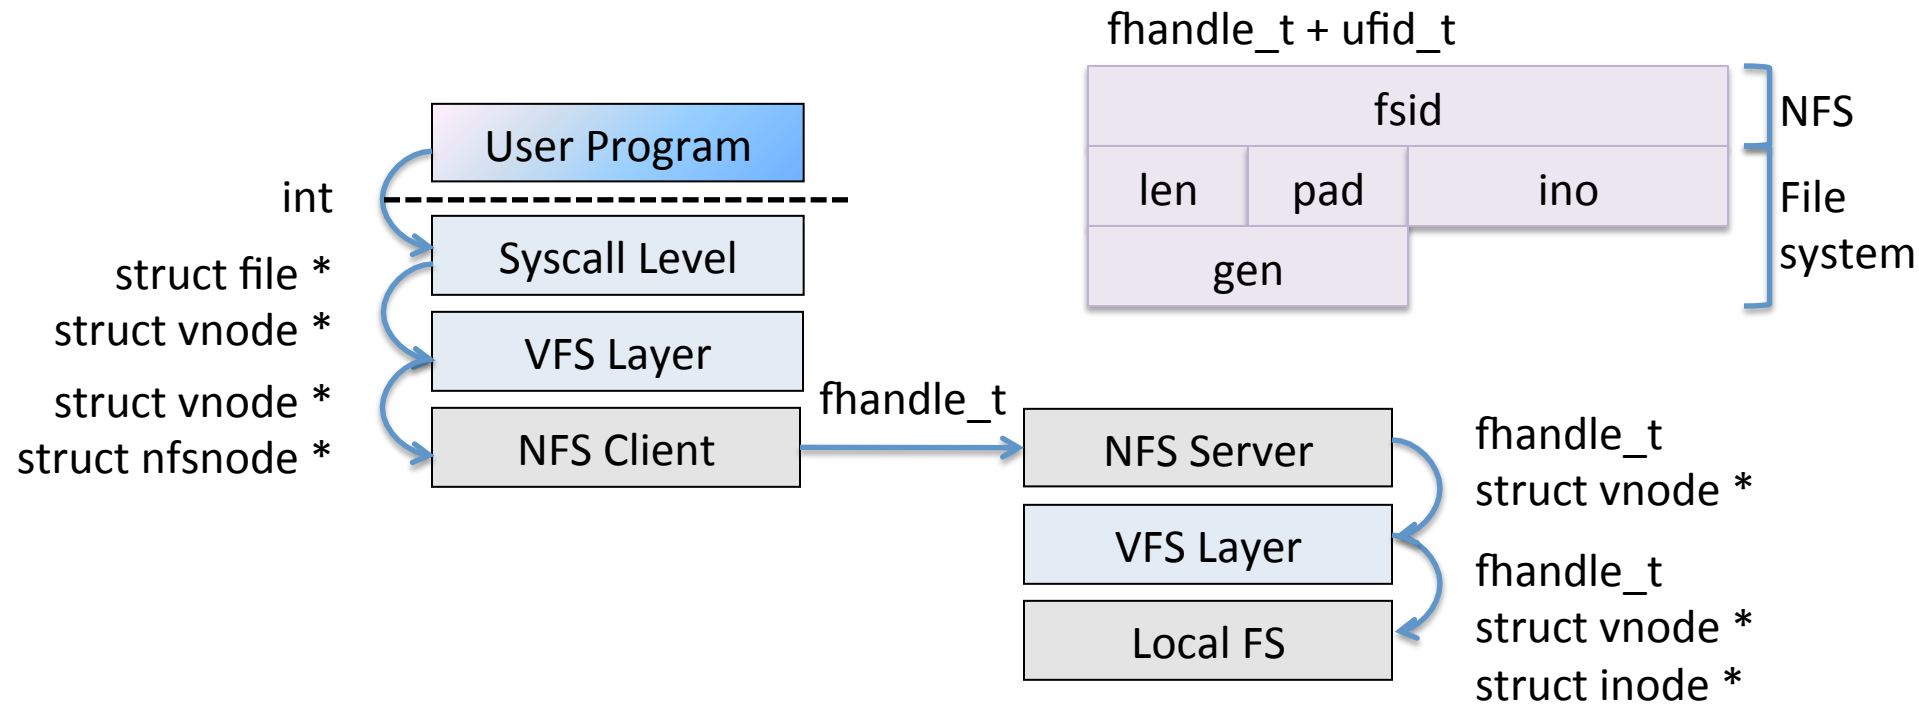 fhandle_t + ufid_t
fsid
NFS
len pad ino
File
system
gen
User Program
int
Syscall Level
struct file *
struct vnode *
VFS Layer
struct vnode *
struct nfsnode *
NFS Client
fhandle_t
NFS Server
fhandle_t
struct vnode *
VFS Layer
fhandle_t
struct vnode *
struct inode *
Local FS